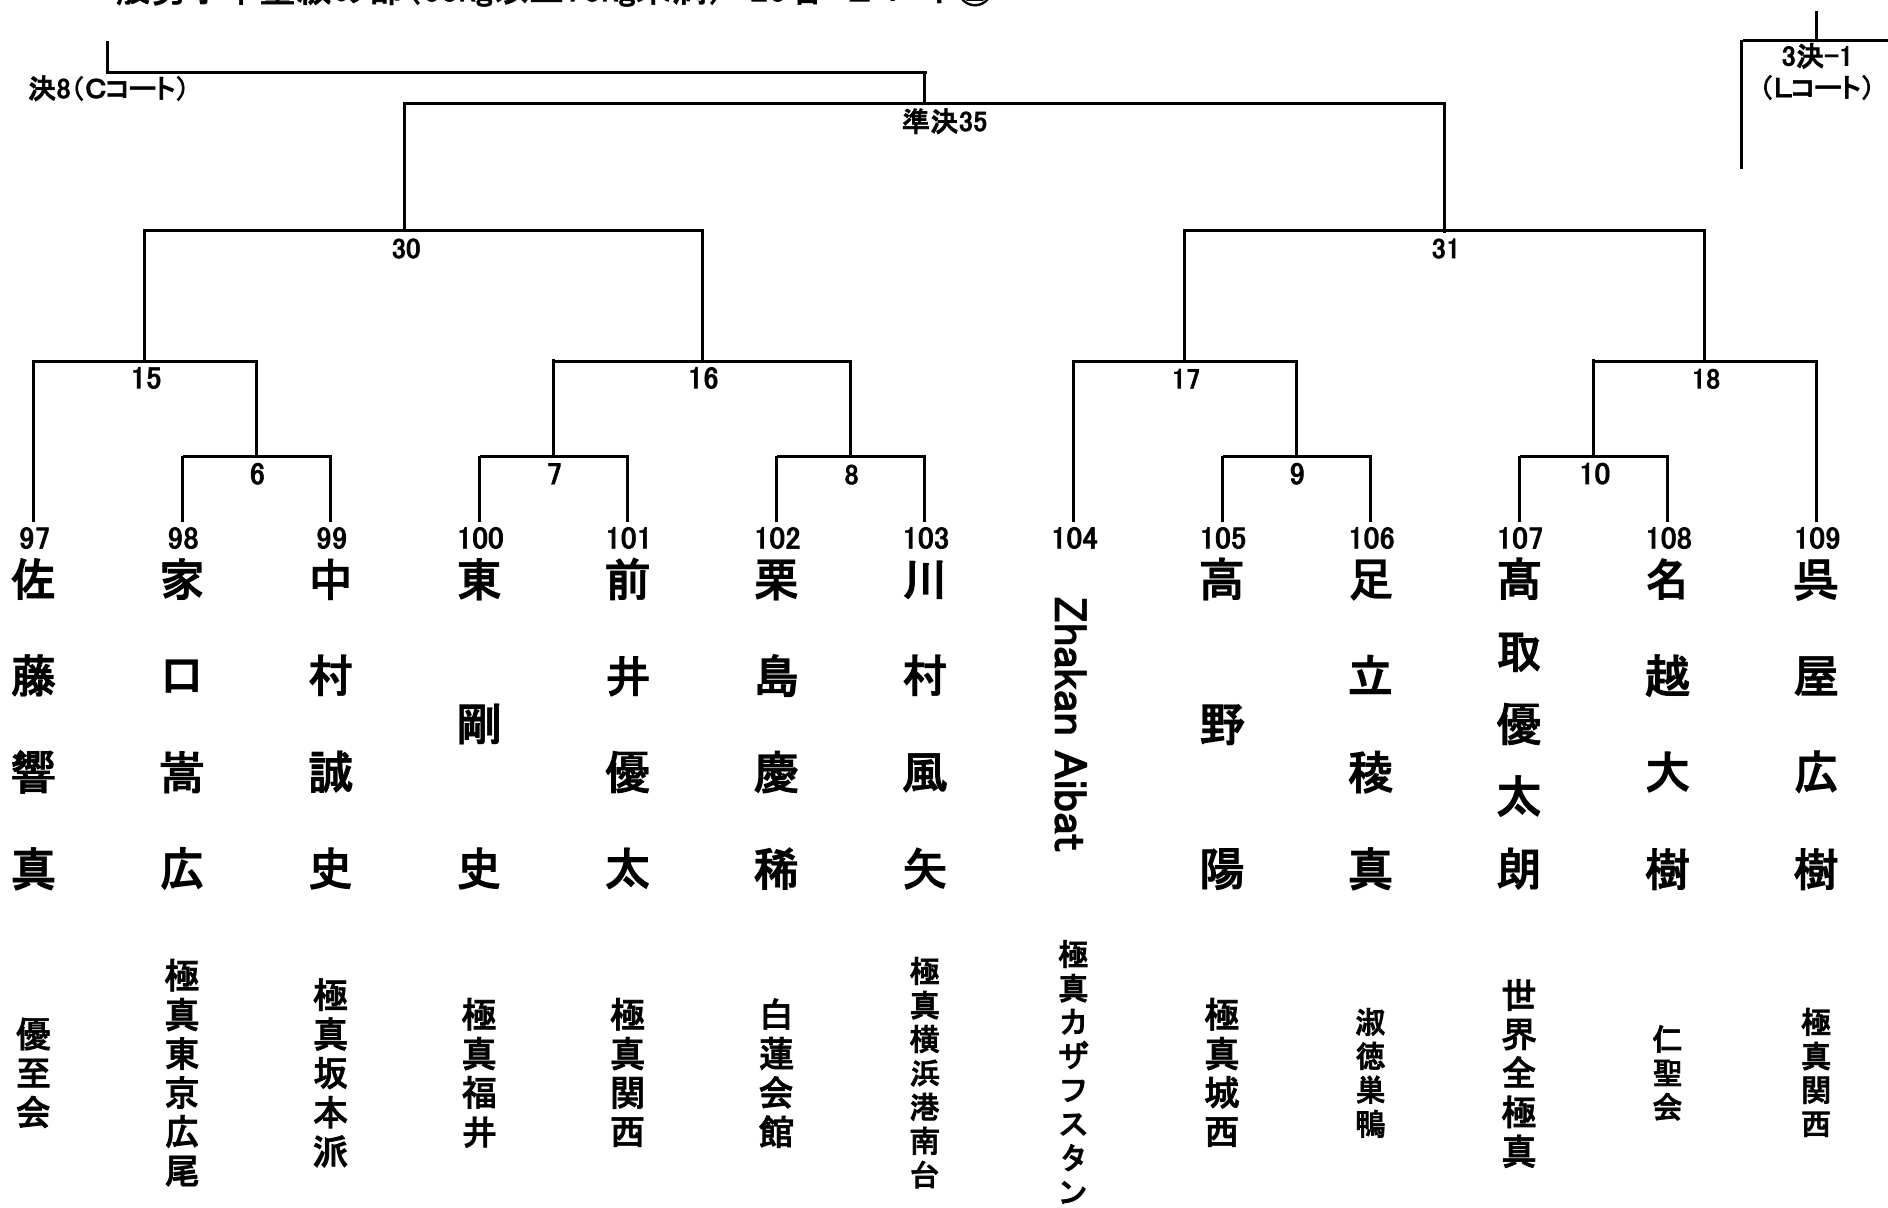 3決-1
(Lコート)
決8(Cコート)
準決35
30
31
15
16
17
18
6
7
8
9
10
97
98
99
100
101
102
103
104
105
106
107
108
109
佐藤響真
家口嵩広
中村誠史
東剛史
前井優太
栗島慶稀
川村風矢
Zhakan Aibat
高野陽
足立稜真
髙取優太朗
名越大樹
呉屋広樹
優至会
極真東京広尾
極真坂本派
極真福井
極真関西
白蓮会館
極真横浜港南台
極真カザフスタン
極真城西
淑徳巣鴨
世界全極真
仁聖会
極真関西